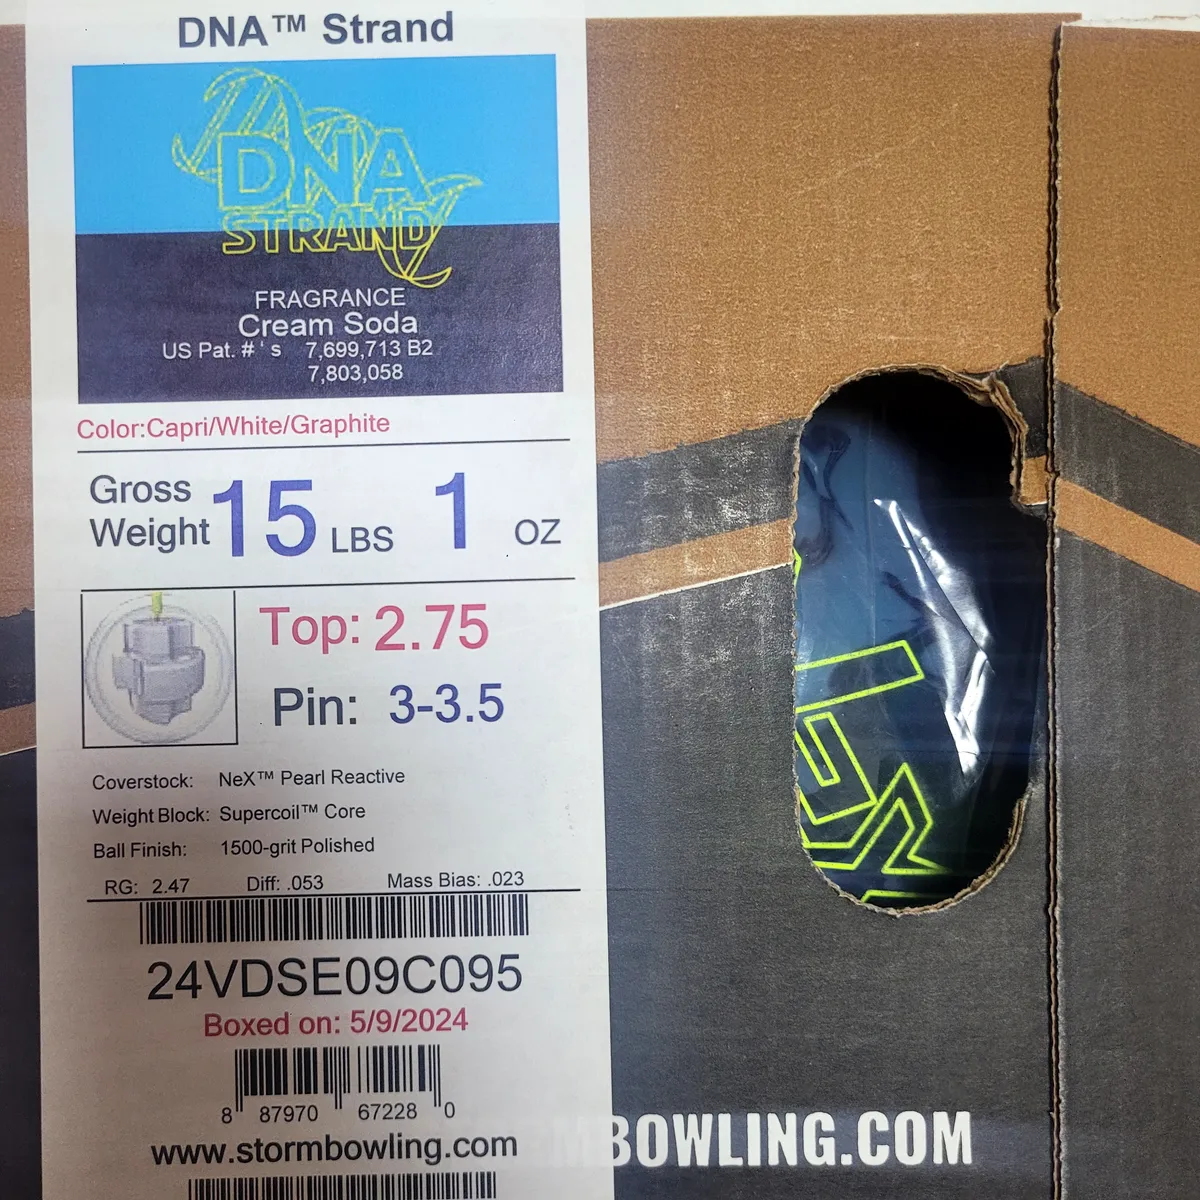 DNA™ Strand
DNA
STRAND
FRAGRANCE
Cream Soda
US Pat. #'s 7,699,713 B2
7,803,058
Color:Capri/White/Graphite
Gross Weight 15 LBS 1 OZ
Top: 2.75
Pin: 3-3.5
Coverstock: NeX™ Pearl Reactive
Weight Block: Supercoil™ Core
Ball Finish: 1500-grit Polished
RG: 2.47 Diff: .053 Mass Bias: .023
24VDSE09C095
Boxed on: 5/9/2024
8 87970 67228 0
www.stormbowling.com
MBOWLING.COM